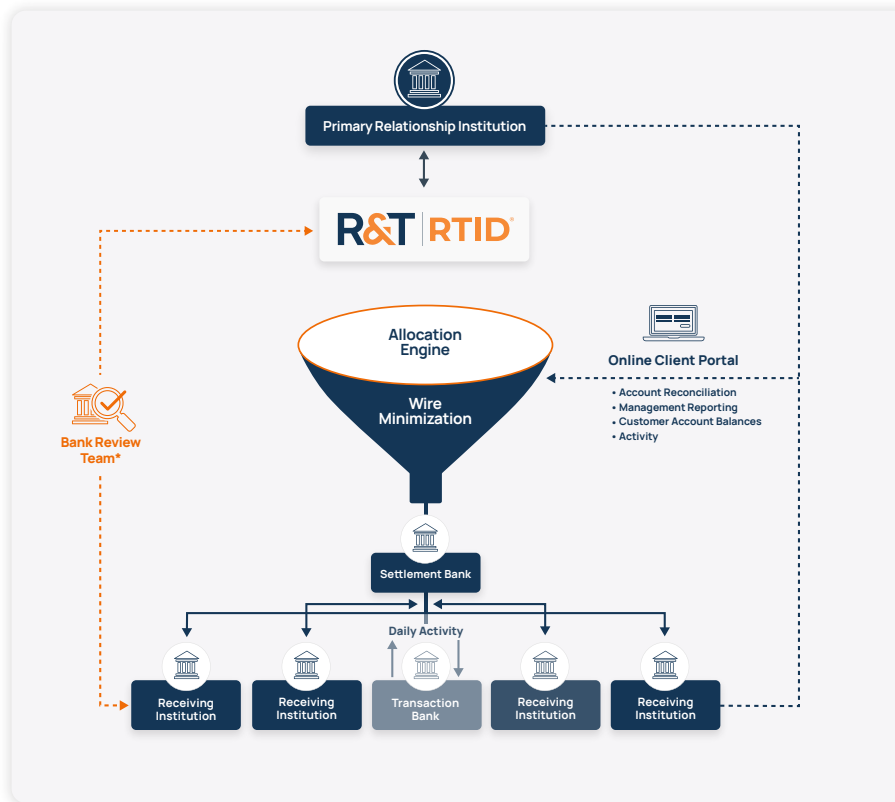 Primary Relationship Institution
R&T | RTID®
Allocation
Engine
Wire
Minimization
Online Client Portal
• Account Reconciliation
• Management Reporting
• Customer Account Balances
• Activity
Bank Review
Team*
Settlement Bank
Daily Activity
Receiving
Institution
Receiving
Institution
Transaction
Bank
Receiving
Institution
Receiving
Institution